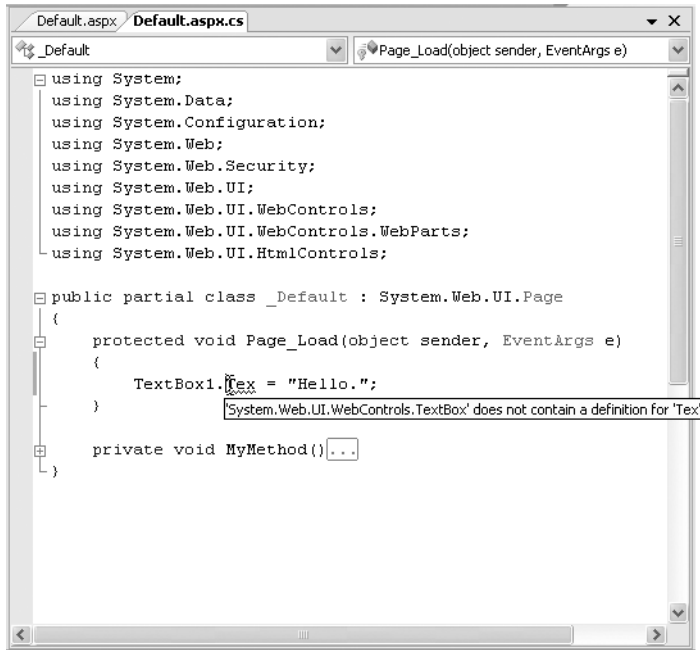 Default.aspx Default.aspx.cs
_Default Page_Load(object sender, EventArgs e)
using System;
using System.Data;
using System.Configuration;
using System.Web;
using System.Web.Security;
using System.Web.UI;
using System.Web.UI.WebControls;
using System.Web.UI.WebControls.WebParts;
using System.Web.UI.HtmlControls;
public partial class _Default : System.Web.UI.Page
{
protected void Page_Load(object sender, EventArgs e)
{
TextBox1.Tex = "Hello.";
}
'System.Web.UI.WebControls.TextBox' does not contain a definition for 'Tex'
private void MyMethod()...
}